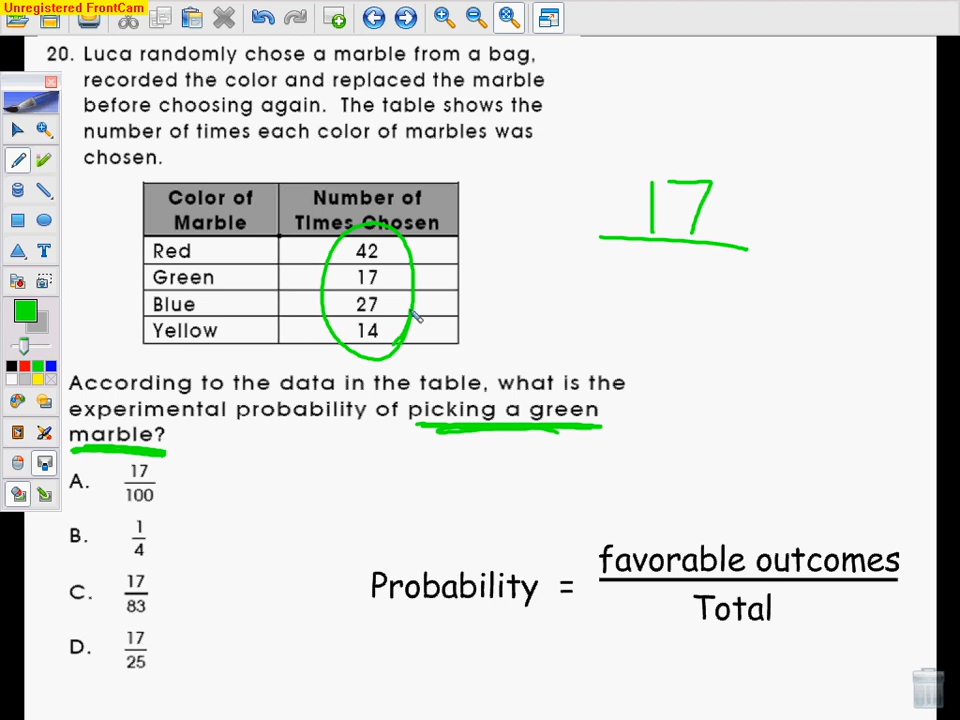 Unregistered FrontCam
20. Luca randomly chose a marble from a bag,
recorded the color and replaced the marble
before choosing again. The table shows the
number of times each color of marbles was
chosen.
Color of Marble Number of Times Chosen
Red 42
Green 17
Blue 27
Yellow 14
17
According to the data in the table, what is the
experimental probability of picking a green
marble?
A. 17/100
B. 1/4
C. 17/83
D. 17/25
Probability = favorable outcomes
Total